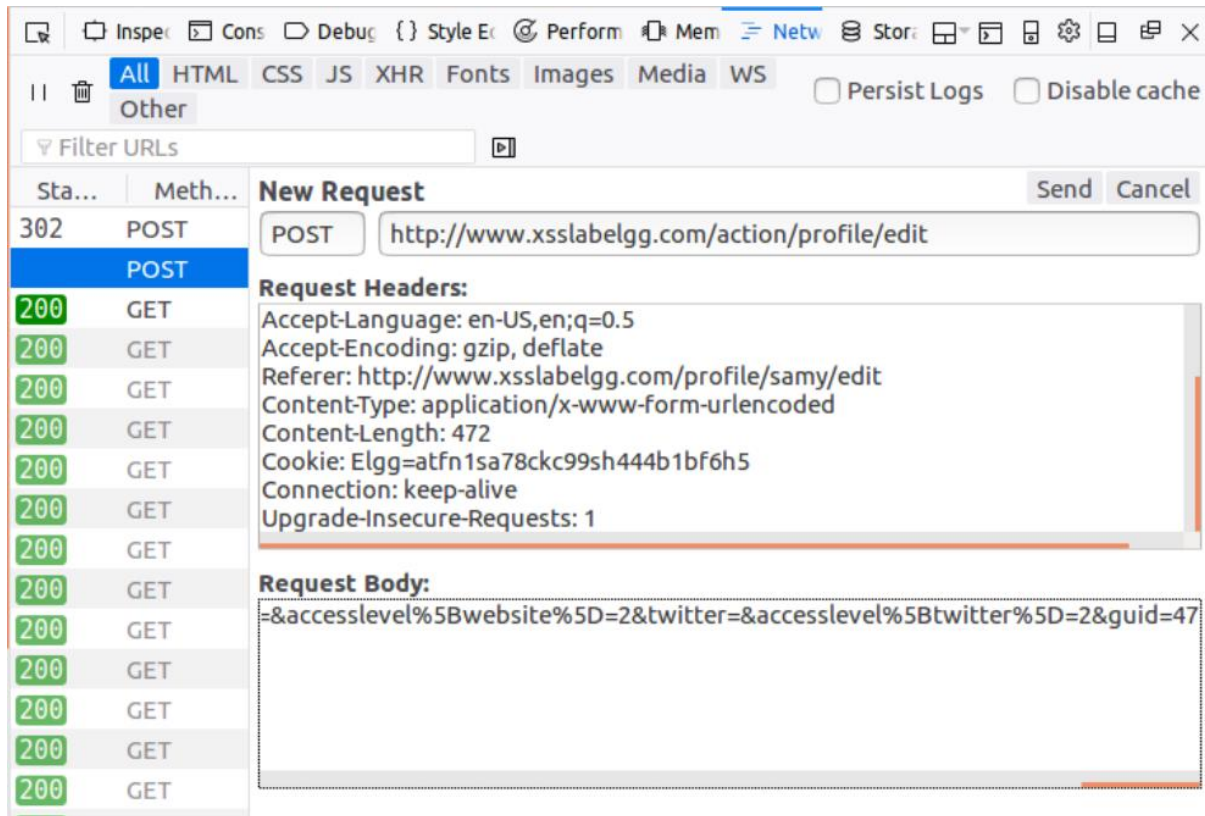 Inspec Cons Debug {} Style Ec Perform Mem Netw Stora
All HTML CSS JS XHR Fonts Images Media WS
Other
Persist Logs Disable cache
Filter URLs
Sta... Meth...
302 POST
POST
200 GET
200 GET
200 GET
200 GET
200 GET
200 GET
200 GET
200 GET
200 GET
200 GET
200 GET
200 GET
200 GET
New Request Send Cancel
POST http://www.xsslabelgg.com/action/profile/edit
Request Headers:
Accept-Language: en-US,en;q=0.5
Accept-Encoding: gzip, deflate
Referer: http://www.xsslabelgg.com/profile/samy/edit
Content-Type: application/x-www-form-urlencoded
Content-Length: 472
Cookie: Elgg=atfn1sa78ckc99sh444b1bf6h5
Connection: keep-alive
Upgrade-Insecure-Requests: 1
Request Body:
=&accesslevel%5Bwebsite%5D=2&twitter=&accesslevel%5Btwitter%5D=2&guid=47